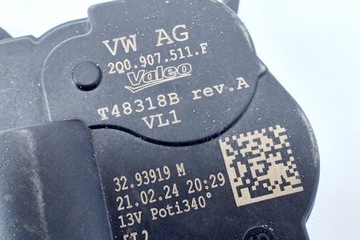 VW AG
2Q0.907.511.F
Valeo
T48318B rev.A
VL1
32.93919 M
21.02.24 20:29
13V Poti340°